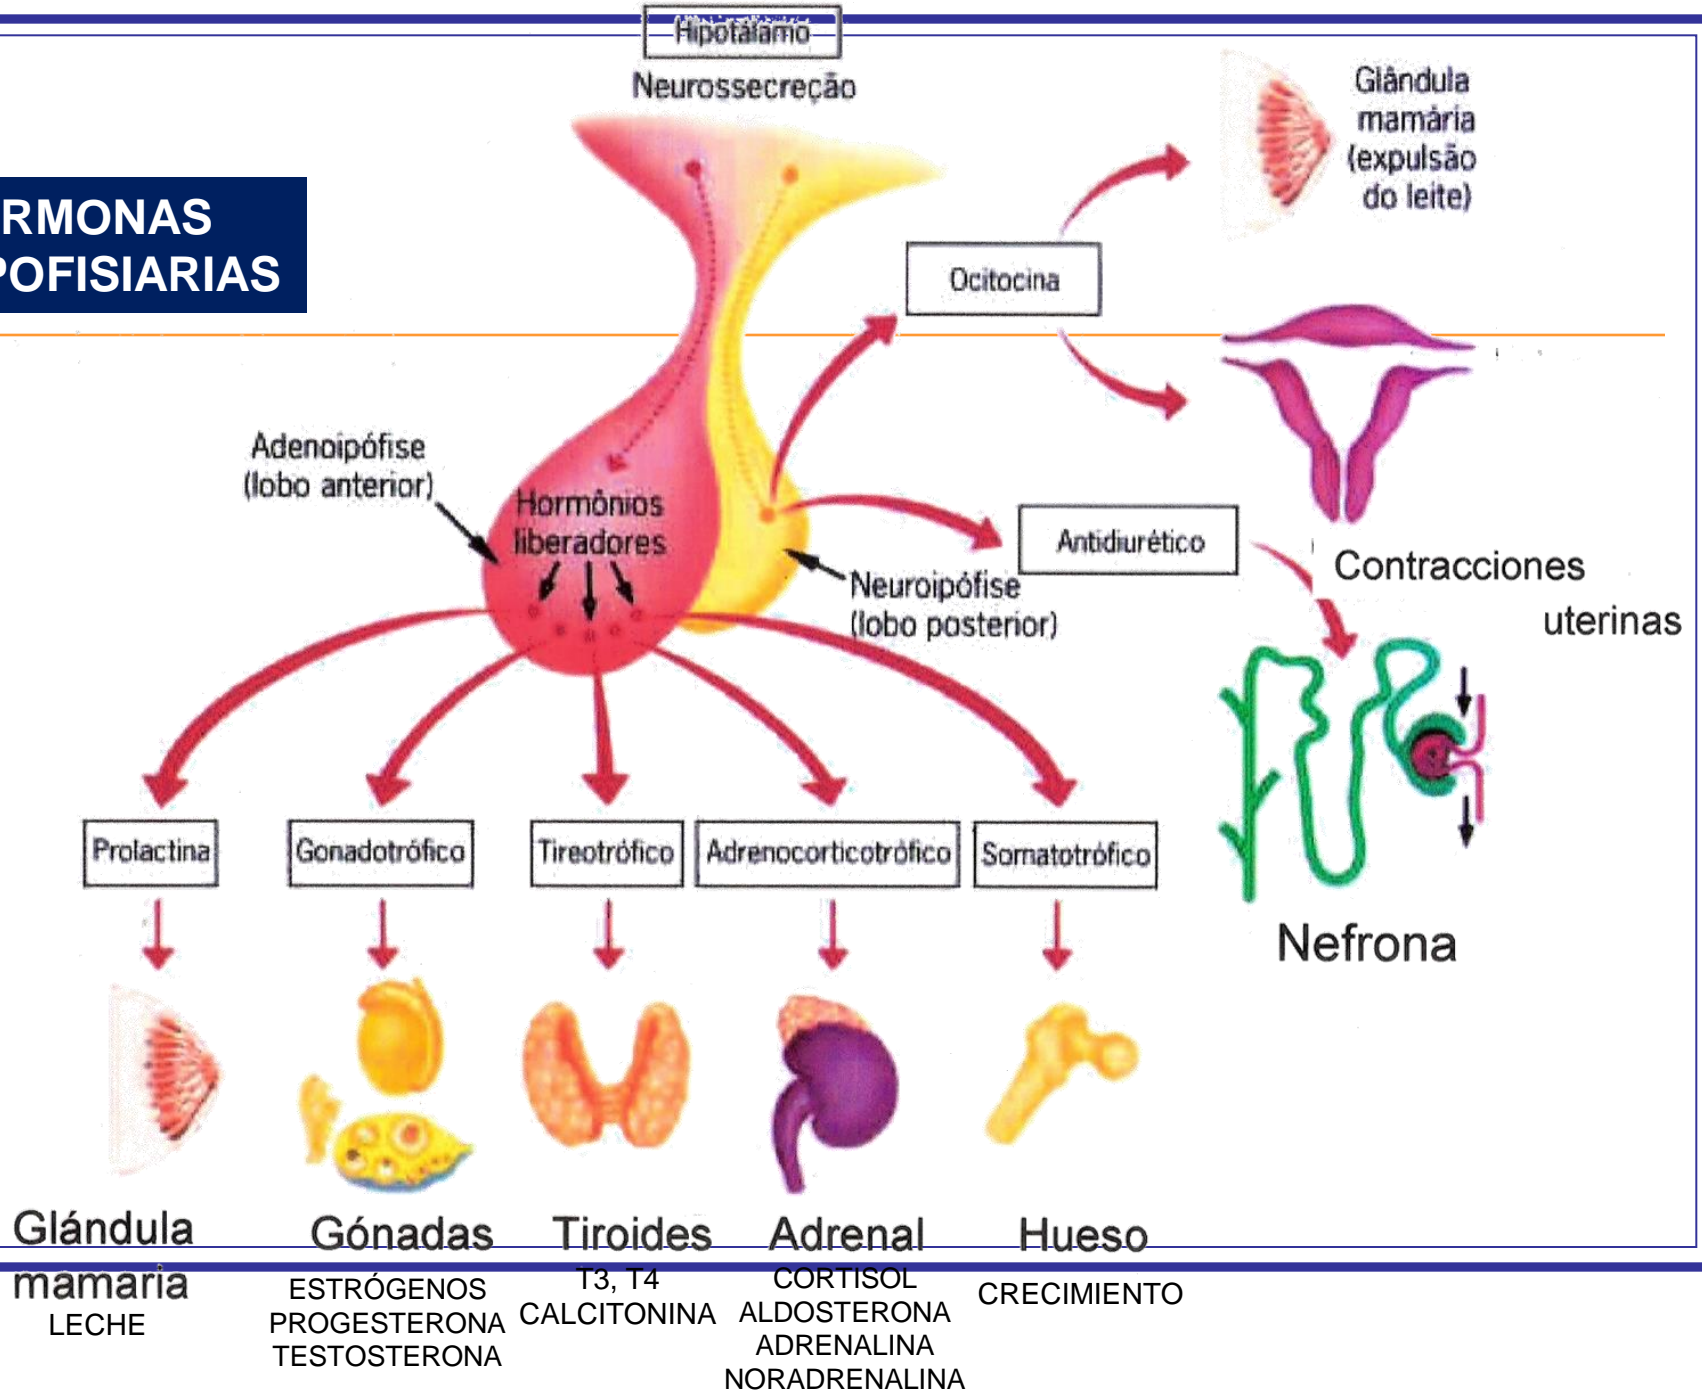 Hipotálamo
Neurossecreção
Glândula
mamária
(expulsão
do leite)
RMONAS
POFISIARIAS
Ocitocina
Adenoipófise
(lobo anterior)
Hormônios
liberadores
Antidiurético
Contracciones
uterinas
Neuroipófise
(lobo posterior)
Prolactina
Gonadotrófico
Tireotrófico
Adrenocorticotrófico
Somatotrófico
Nefrona
Glándula
mamaria
LECHE
Gónadas
ESTRÓGENOS
PROGESTERONA
TESTOSTERONA
Tiroides
T3, T4
CALCITONINA
Adrenal
CORTISOL
ALDOSTERONA
ADRENALINA
NORADRENALINA
Hueso
CRECIMIENTO